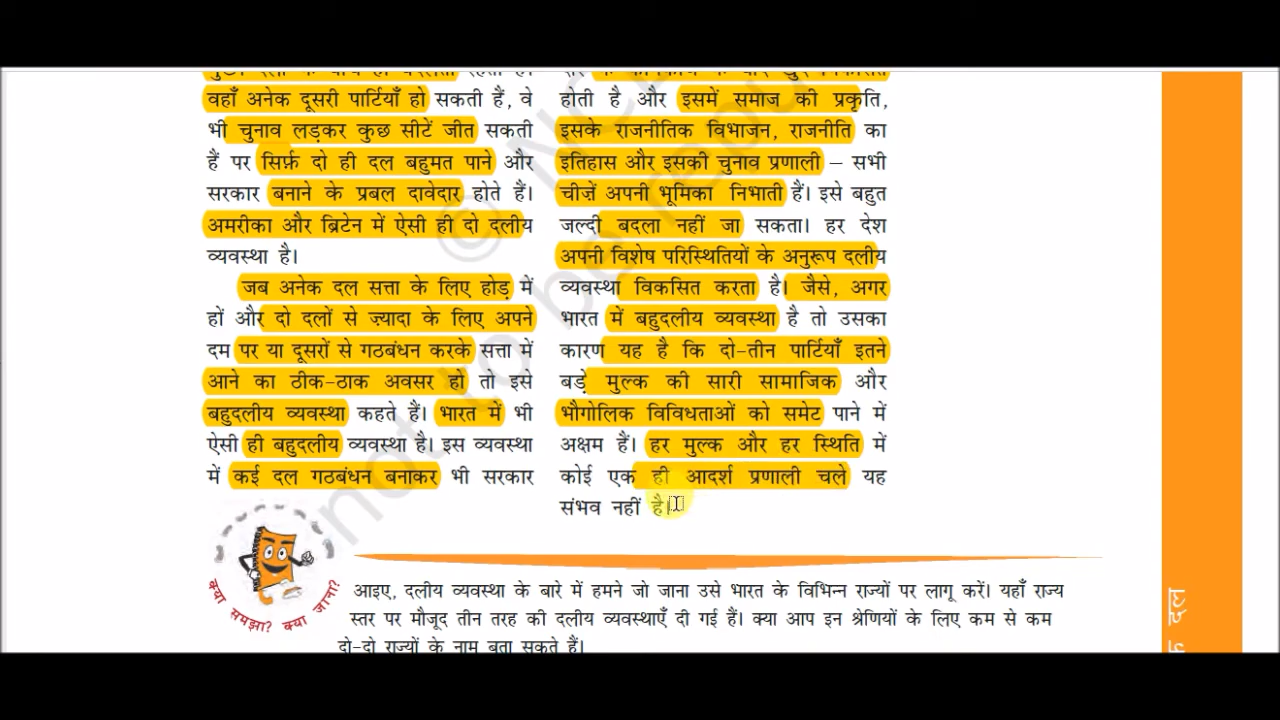 वहाँ अनेक दूसरी पार्टियाँ हो सकती हैं, वे
भी चुनाव लड़कर कुछ सीटें जीत सकती
हैं पर सिर्फ़ दो ही दल बहुमत पाने और
सरकार बनाने के प्रबल दावेदार होते हैं।
अमरीका और ब्रिटेन में ऐसी ही दो दलीय
व्यवस्था है।
जब अनेक दल सत्ता के लिए होड़ में
हों और दो दलों से ज़्यादा के लिए अपने
दम पर या दूसरों से गठबंधन करके सत्ता में
आने का ठीक-ठाक अवसर हो तो इसे
बहुदलीय व्यवस्था कहते हैं। भारत में भी
ऐसी ही बहुदलीय व्यवस्था है। इस व्यवस्था
में कई दल गठबंधन बनाकर भी सरकार
होती है और इसमें समाज की प्रकृति,
इसके राजनीतिक विभाजन, राजनीति का
इतिहास और इसकी चुनाव प्रणाली – सभी
चीज़ें अपनी भूमिका निभाती हैं। इसे बहुत
जल्दी बदला नहीं जा सकता। हर देश
अपनी विशेष परिस्थितियों के अनुरूप दलीय
व्यवस्था विकसित करता है। जैसे, अगर
भारत में बहुदलीय व्यवस्था है तो उसका
कारण यह है कि दो-तीन पार्टियाँ इतने
बड़े मुल्क की सारी सामाजिक और
भौगोलिक विविधताओं को समेट पाने में
अक्षम हैं। हर मुल्क और हर स्थिति में
कोई एक ही आदर्श प्रणाली चले यह
संभव नहीं है।
not to be repu
क्या समझा? क्या जाना?
आइए, दलीय व्यवस्था के बारे में हमने जो जाना उसे भारत के विभिन्न राज्यों पर लागू करें। यहाँ राज्य
स्तर पर मौजूद तीन तरह की दलीय व्यवस्थाएँ दी गई हैं। क्या आप इन श्रेणियों के लिए कम से कम
दो-दो राज्यों के नाम बता सकते हैं।
दल